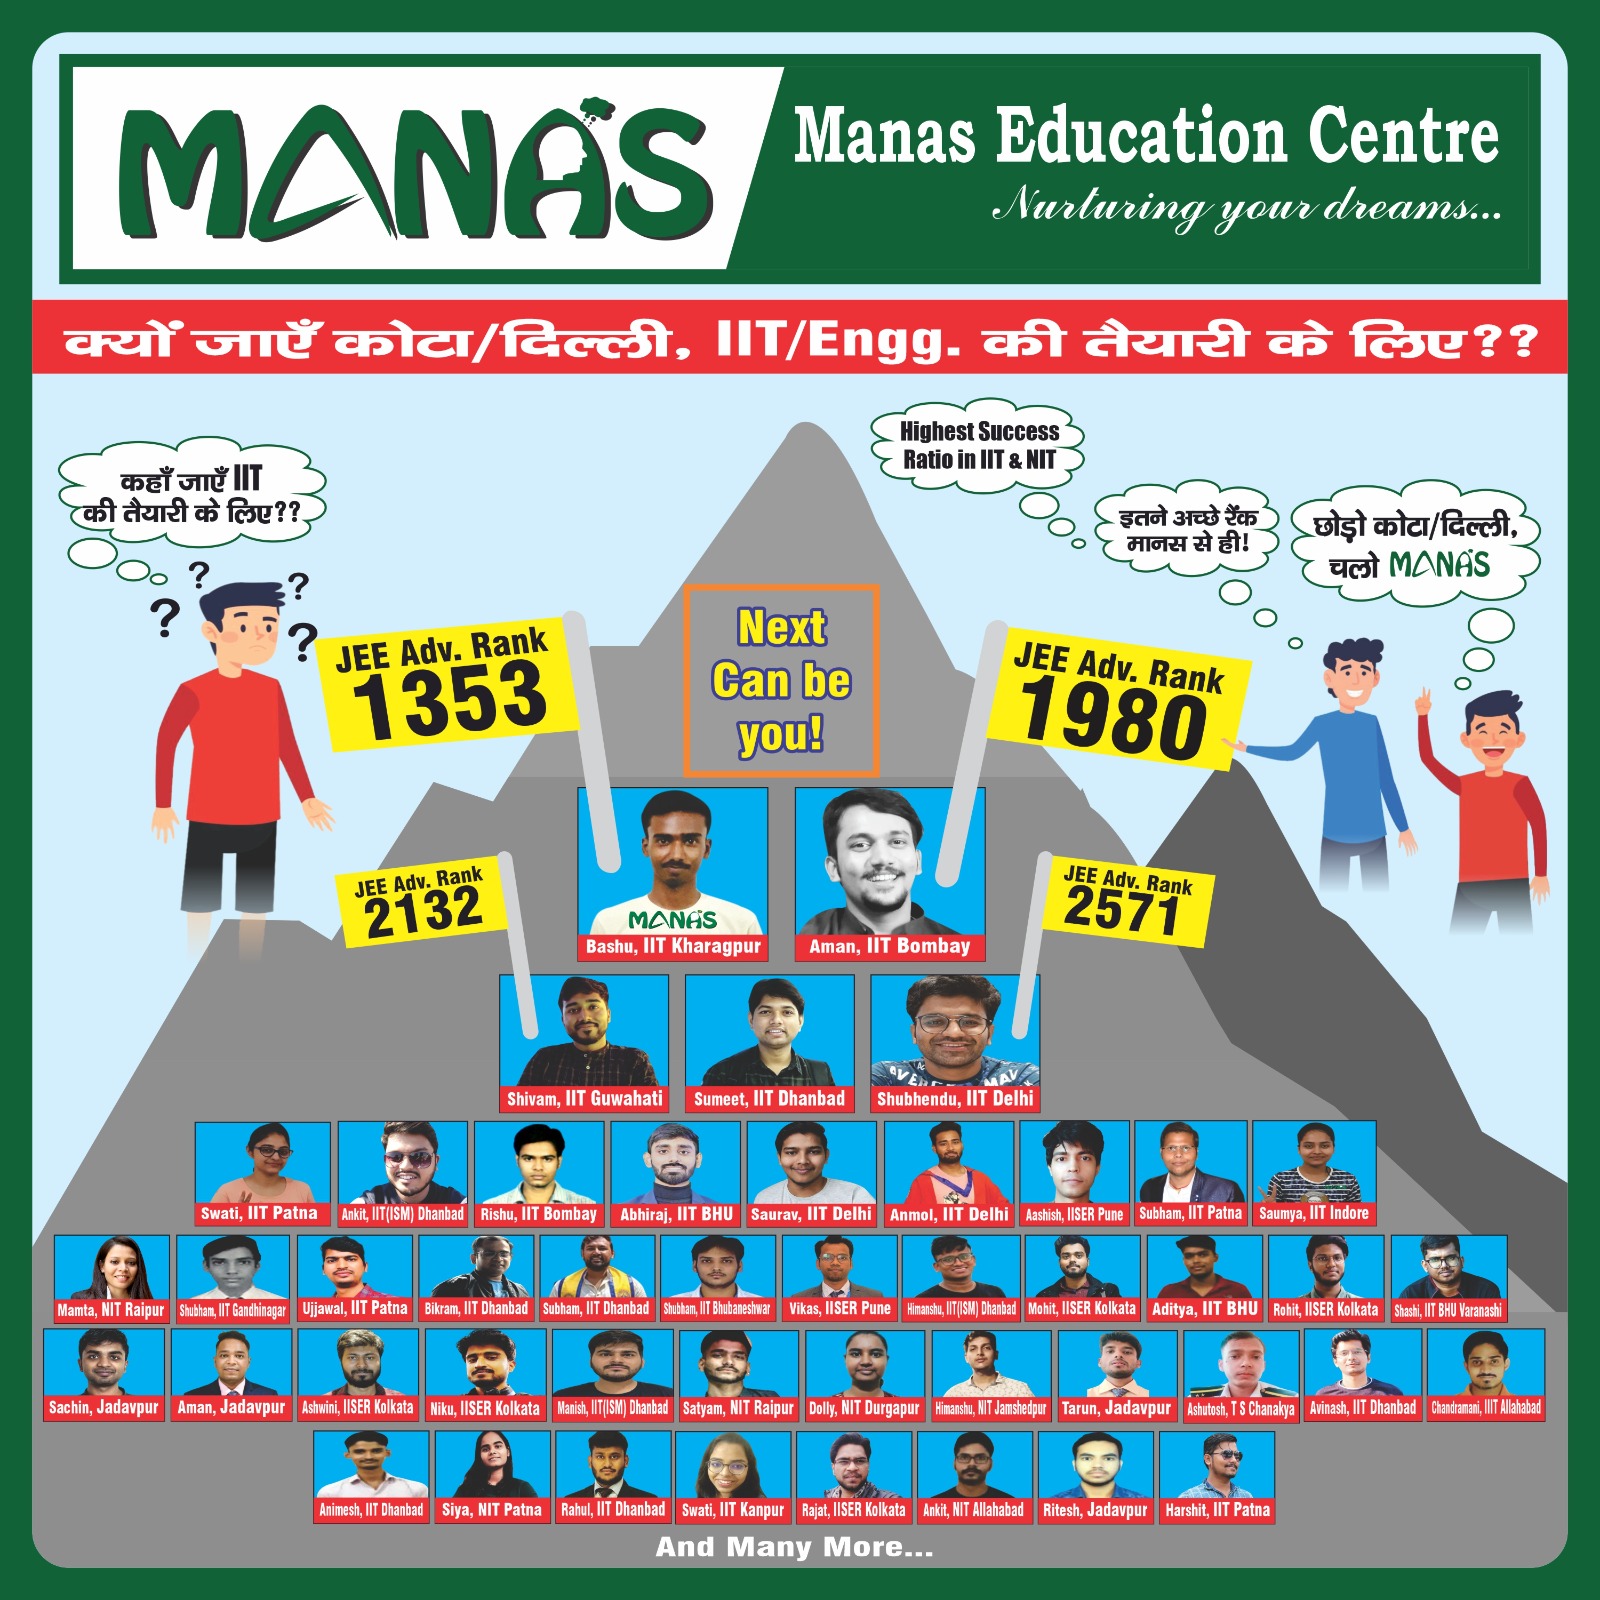 MANAS
Manas Education Centre
Nurturing your dreams...
क्यों जाएँ कोटा/दिल्ली, IIT/Engg. की तैयारी के लिए??
कहाँ जाएँ IIT
की तैयारी के लिए??
? ? ? ?
Highest Success
Ratio in IIT & NIT
इतने अच्छे रैंक
मानस से ही!
छोड़ो कोटा/दिल्ली,
चलो MANAS
JEE Adv. Rank
1353
Next
Can be
you!
JEE Adv. Rank
1980
JEE Adv. Rank
2132
JEE Adv. Rank
2571
MANAS
Bashu, IIT Kharagpur
Aman, IIT Bombay
Shivam, IIT Guwahati
Sumeet, IIT Dhanbad
Shubhendu, IIT Delhi
Swati, IIT Patna
Ankit, IIT(ISM) Dhanbad
Rishu, IIT Bombay
Abhiraj, IIT BHU
Saurav, IIT Delhi
Anmol, IIT Delhi
Aashish, IISER Pune
Subham, IIT Patna
Saumya, IIT Indore
Mamta, NIT Raipur
Shubham, IIT Gandhinagar
Ujjawal, IIT Patna
Bikram, IIT Dhanbad
Subham, IIT Dhanbad
Shubham, IIT Bhubaneshwar
Vikas, IISER Pune
Himanshu, IIT(ISM) Dhanbad
Mohit, IISER Kolkata
Aditya, IIT BHU
Rohit, IISER Kolkata
Shashi, IIT BHU Varanashi
Sachin, Jadavpur
Aman, Jadavpur
Ashwini, IISER Kolkata
Niku, IISER Kolkata
Manish, IIT(ISM) Dhanbad
Satyam, NIT Raipur
Dolly, NIT Durgapur
Himanshu, NIT Jamshedpur
Tarun, Jadavpur
Ashutosh, T S Chanakya
Avinash, IIT Dhanbad
Chandramani, IIIT Allahabad
Animesh, IIT Dhanbad
Siya, NIT Patna
Rahul, IIT Dhanbad
Swati, IIT Kanpur
Rajat, IISER Kolkata
Ankit, NIT Allahabad
Ritesh, Jadavpur
Harshit, IIT Patna
And Many More...